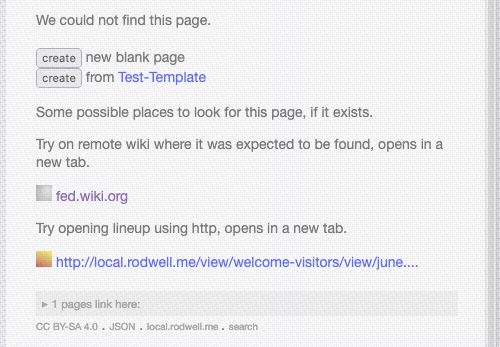 We could not find this page.
create new blank page
create from Test-Template
Some possible places to look for this page, if it exists.
Try on remote wiki where it was expected to be found, opens in a
new tab.
fed.wiki.org
Try opening lineup using http, opens in a new tab.
http://local.rodwell.me/view/welcome-visitors/view/june....
▸ 1 pages link here:
CC BY-SA 4.0 . JSON . local.rodwell.me . search